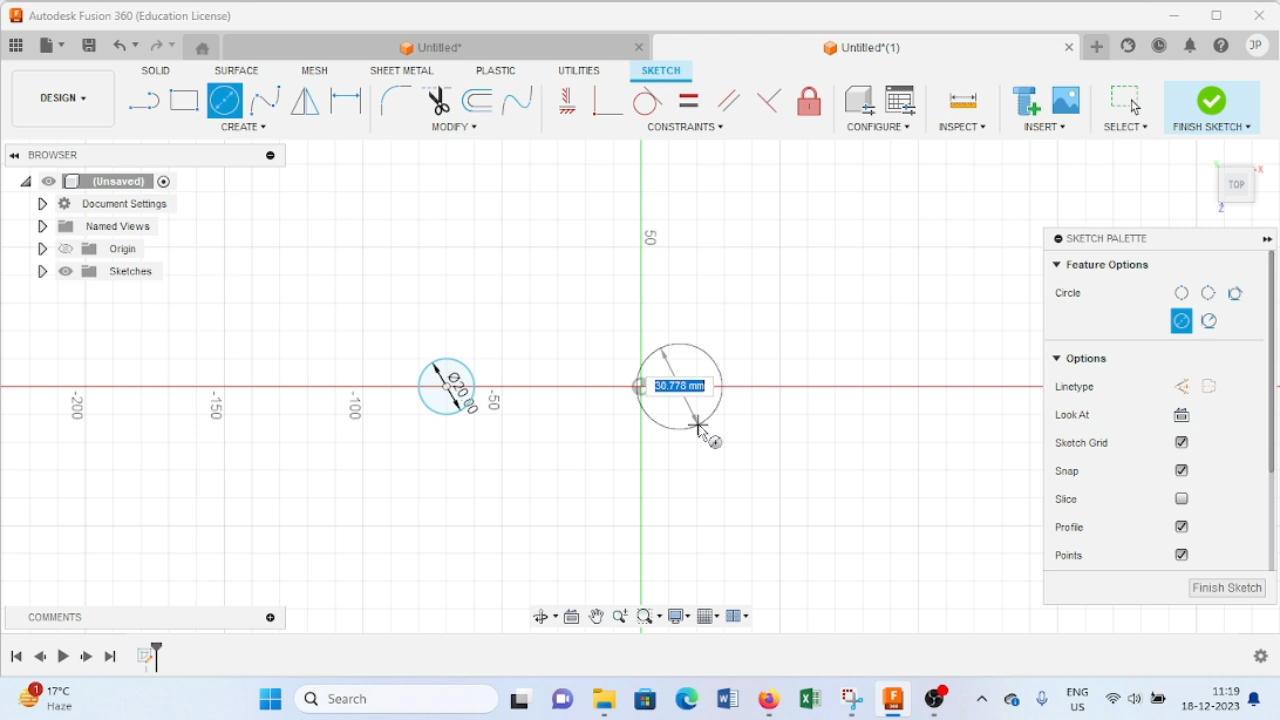 Autodesk Fusion 360 (Education License)
Untitled*
Untitled*(1)
JP
DESIGN
SOLID
SURFACE
MESH
SHEET METAL
PLASTIC
UTILITIES
SKETCH
CREATE
MODIFY
CONSTRAINTS
CONFIGURE
INSPECT
INSERT
SELECT
FINISH SKETCH
BROWSER
(Unsaved)
Document Settings
Named Views
Origin
Sketches
TOP
X
Z
50
-200
-150
-100
-50
Ø20.00
30.778 mm
SKETCH PALETTE
Feature Options
Circle
Options
Linetype
Look At
Sketch Grid
Snap
Slice
Profile
Points
Finish Sketch
COMMENTS
1
17°C
Haze
Search
ENG
US
11:19
18-12-2023